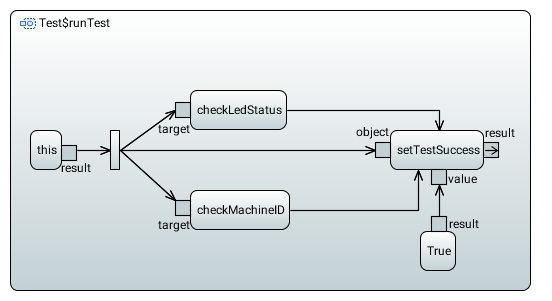 Test$runTest
checkLedStatus
target
object
result
this
setTestSuccess
result
value
checkMachineID
target
result
True